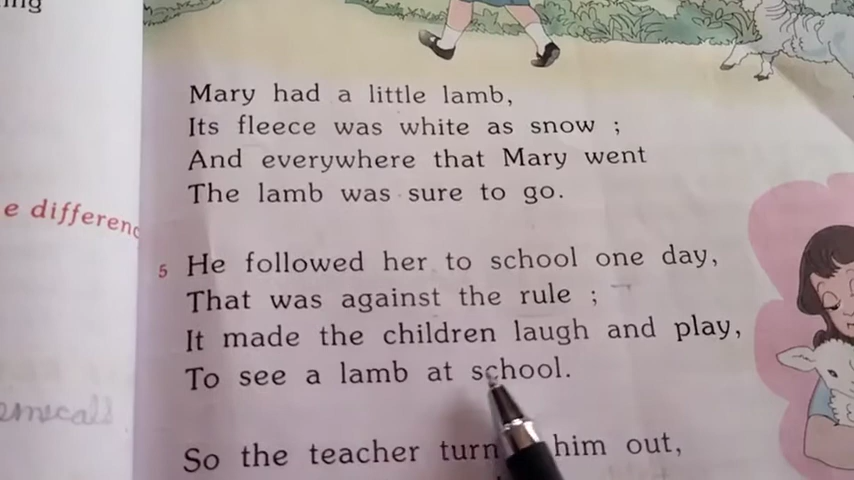 Mary had a little lamb,
Its fleece was white as snow ;
And everywhere that Mary went
The lamb was sure to go.
e differenc
5 He followed her to school one day,
That was against the rule ;
It made the children laugh and play,
To see a lamb at school.
So the teacher turn him out,